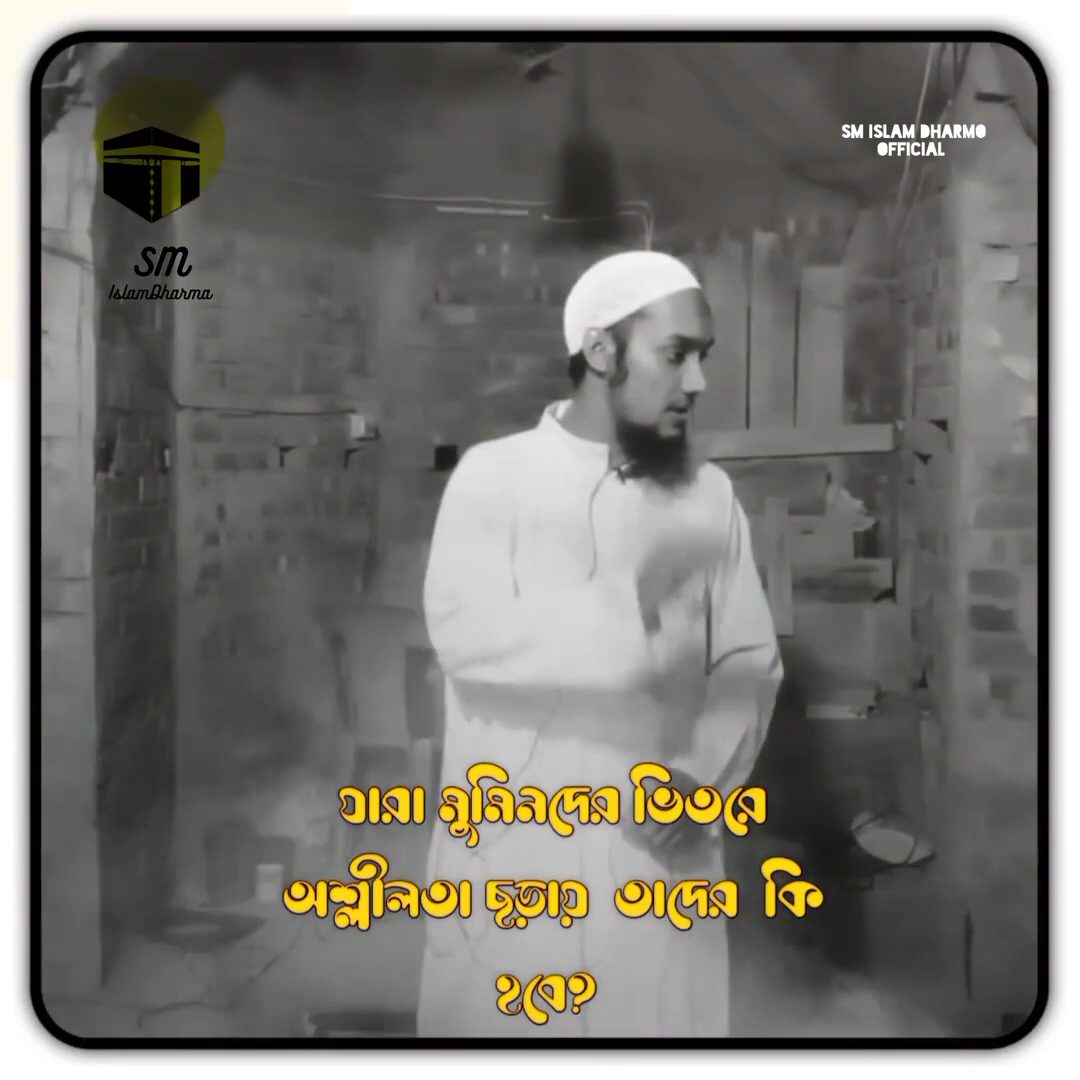 SM ISLAM DHARMO
OFFICIAL
SM
IslamDharma
যারা মুমিনদের ভিতরে
অশ্লীলতা ছড়ায় তাদের কি
হবে?